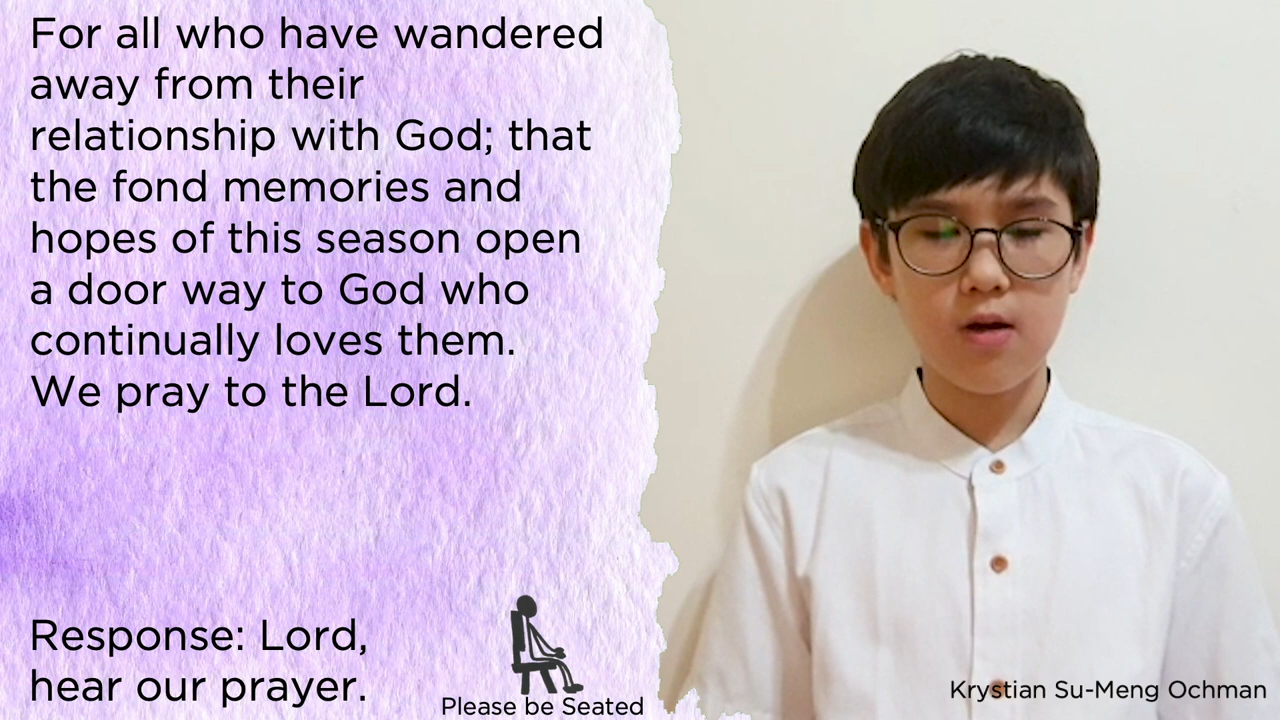 For all who have wandered
away from their
relationship with God; that
the fond memories and
hopes of this season open
a door way to God who
continually loves them.
We pray to the Lord.
Response: Lord,
hear our prayer.
Please be Seated
Krystian Su-Meng Ochman